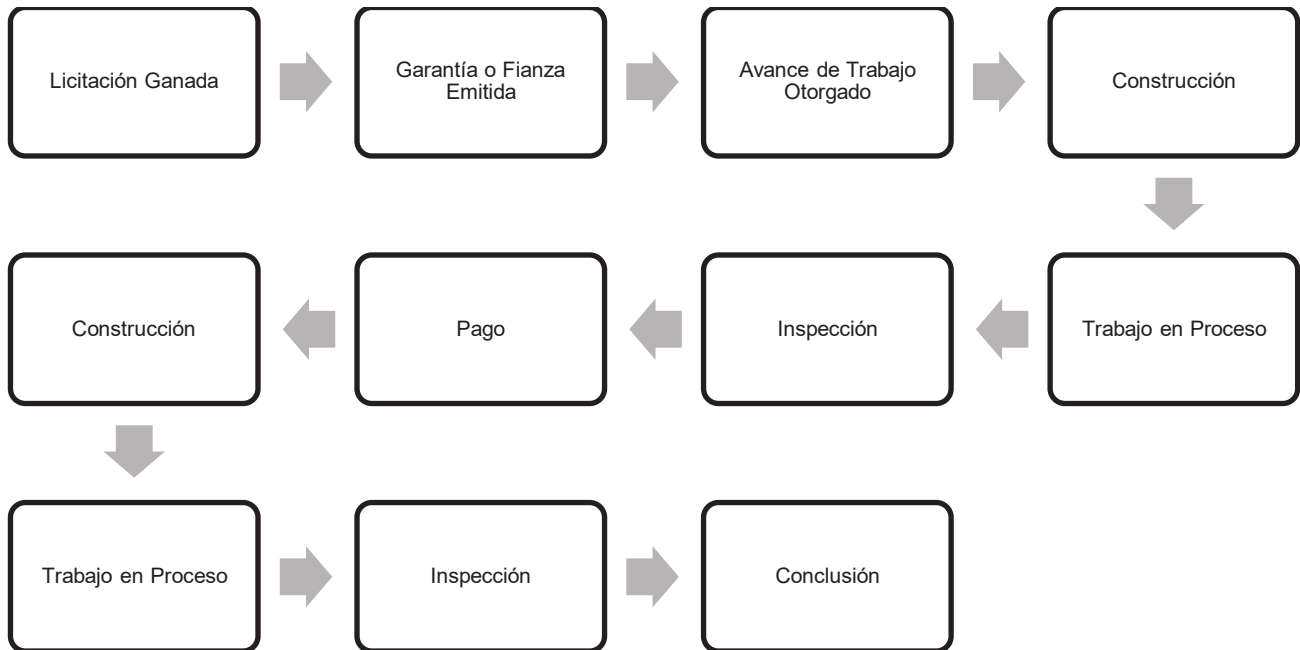 Licitación Ganada
Garantía o Fianza
Emitida
Avance de Trabajo
Otorgado
Construcción
Trabajo en Proceso
Inspección
Pago
Construcción
Trabajo en Proceso
Inspección
Conclusión